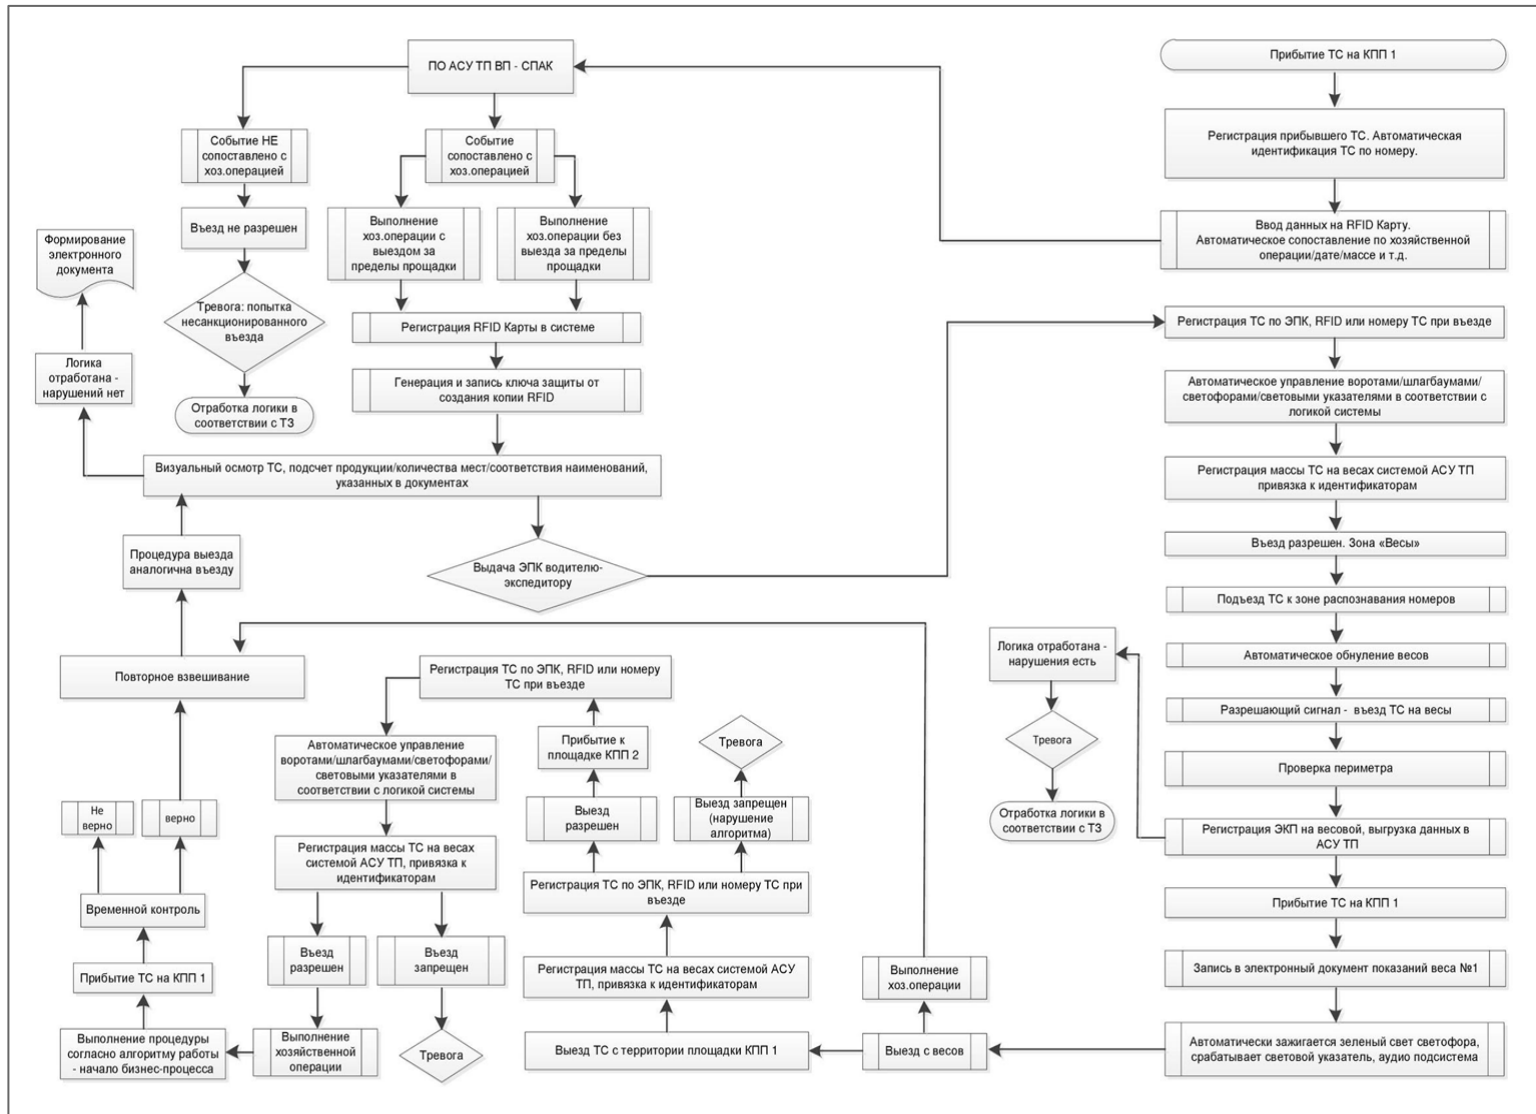 ПО АСУ ТП ВП - СПАК
Событие НЕ
сопоставлено с
хоз.операцией
Событие
сопоставлено с
хоз.операцией
Въезд не разрешен
Выполнение
хоз.операции с
выездом за
пределы прощадки
Выполнение
хоз.операции без
выезда за пределы
прощадки
Формирование
электронного
документа
Тревога: попытка
несанкционированного
въезда
Регистрация RFID Карты в системе
Логика
отработана -
нарушений нет
Генерация и запись ключа защиты от
создания копии RFID
Отработка логики в
соответствии с ТЗ
Визуальный осмотр ТС, подсчет продукции/количества мест/соответствия наименований,
указанных в документах
Процедура выезда
аналогична въезду
Выдача ЭПК водителю-
экспедитору
Повторное взвешивание
Не
верно
верно
Временной контроль
Прибытие ТС на КПП 1
Выполнение процедуры
согласно алгоритму работы
- начало бизнес-процесса
Регистрация ТС по ЭПК, RFID или номеру
ТС при въезде
Автоматическое управление
воротами/шлагбаумами/светофорами/
световыми указателями в
соответствии с логикой системы
Регистрация массы ТС на весах
системой АСУ ТП, привязка к
идентификаторам
Въезд
разрешен
Въезд
запрещен
Выполнение
хозяйственной
операции
Тревога
Прибытие к
площадке КПП 2
Тревога
Выезд
разрешен
Выезд запрещен
(нарушение
алгоритма)
Регистрация ТС по ЭПК, RFID или номеру ТС при
въезде
Регистрация массы ТС на весах системой АСУ
ТП, привязка к идентификаторам
Выезд ТС с территории площадки КПП 1
Выполнение
хоз.операции
Выезд с весов
Логика отработана -
нарушения есть
Тревога
Отработка логики в
соответствии с ТЗ
Прибытие ТС на КПП 1
Регистрация прибывшего ТС. Автоматическая
идентификация ТС по номеру.
Ввод данных на RFID Карту.
Автоматическое сопоставление по хозяйственной
операции/дате/массе и т.д.
Регистрация ТС по ЭПК, RFID или номеру ТС при въезде
Автоматическое управление воротами/шлагбаумами/
светофорами/световыми указателями в соответствии с
логикой системы
Регистрация массы ТС на весах системой АСУ ТП
привязка к идентификаторам
Въезд разрешен. Зона «Весы»
Подъезд ТС к зоне распознавания номеров
Автоматическое обнуление весов
Разрешающий сигнал - въезд ТС на весы
Проверка периметра
Регистрация ЭКП на весовой, выгрузка данных в
АСУ ТП
Прибытие ТС на КПП 1
Запись в электронный документ показаний веса №1
Автоматически зажигается зеленый свет светофора,
срабатывает световой указатель, аудио подсистема